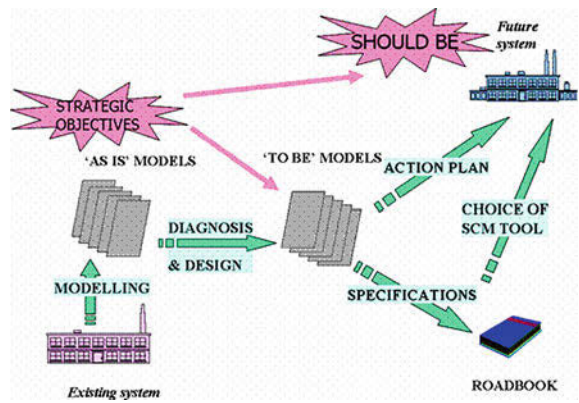 SHOULD BE
Future
system
STRATEGIC
OBJECTIVES
'AS IS' MODELS
'TO BE' MODELS
ACTION PLAN
CHOICE OF
SCM TOOL
DIAGNOSIS
& DESIGN
MODELLING
SPECIFICATIONS
Existing system
ROADBOOK